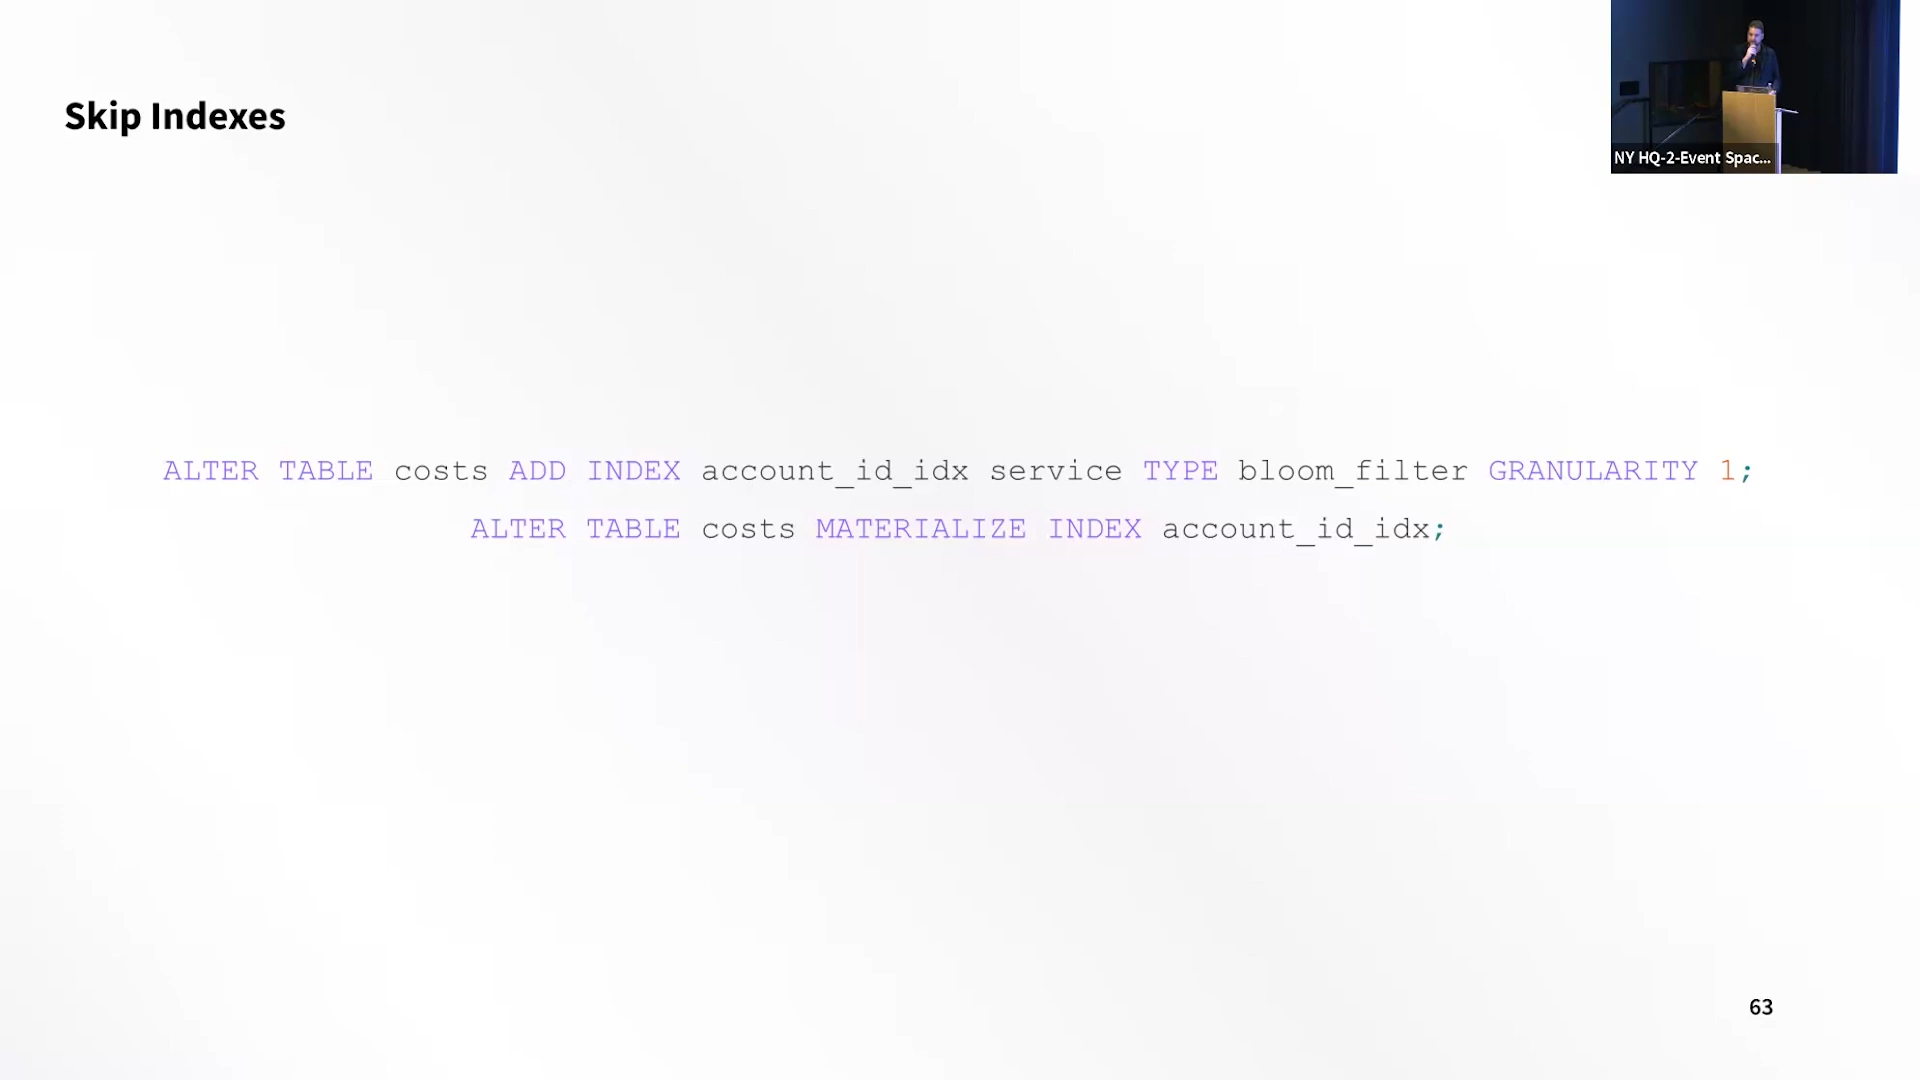 Skip Indexes
NY HQ-2-Event Spac...
ALTER TABLE costs ADD INDEX account_id_idx service TYPE bloom_filter GRANULARITY 1;
ALTER TABLE costs MATERIALIZE INDEX account_id_idx;
63